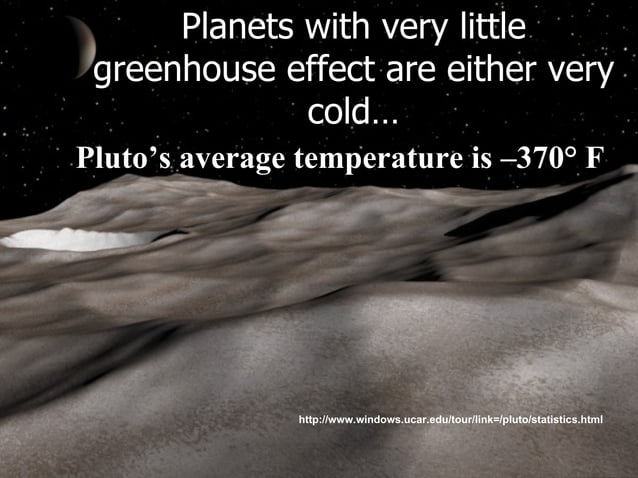 Planets with very little
greenhouse effect are either very
cold…
Pluto’s average temperature is –370° F
http://www.windows.ucar.edu/tour/link=/pluto/statistics.html